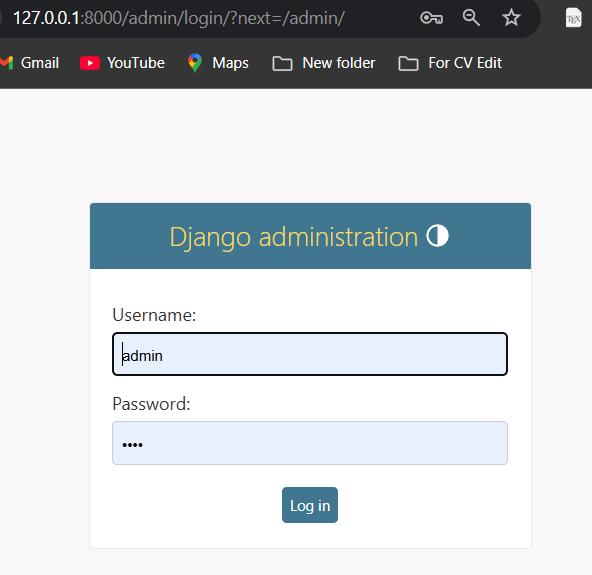 127.0.0.1:8000/admin/login/?next=/admin/
TEX
Gmail YouTube Maps New folder For CV Edit
Django administration
Username:
admin
Password:
••••
Log in